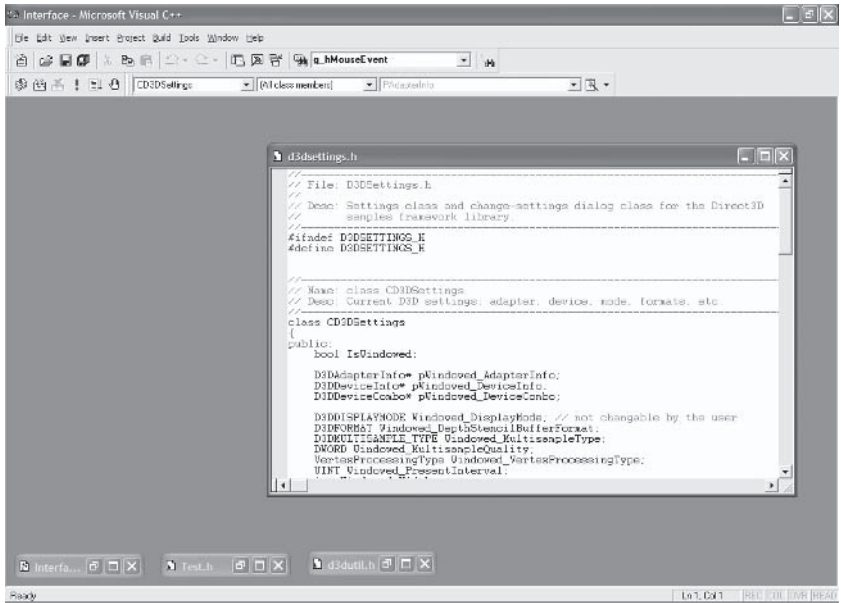 Interface - Microsoft Visual C++
File Edit View Insert Project Build Tools Window Help
g_hMouseEvent
CD3DSettings [All class members] PAdapterInfo
d3dsettings.h
//
// File: D3DSettings.h
//
// Desc: Settings class and change-settings dialog class for the Direct3D
// samples framework library.
//
#ifndef D3DSETTINGS_H
#define D3DSETTINGS_H
//
// Name: class CD3DSettings
// Desc: Current D3D settings: adapter, device, mode, formats, etc.
//
class CD3DSettings
{
public:
bool IsWindowed;
D3DAdapterInfo* pWindowed_AdapterInfo;
D3DDeviceInfo* pWindowed_DeviceInfo;
D3DDeviceCombo* pWindowed_DeviceCombo;
D3DDISPLAYMODE Windowed_DisplayMode; // not changable by the user
D3DFORMAT Windowed_DepthStencilBufferFormat;
D3DMULTISAMPLE_TYPE Windowed_MultisampleType;
DWORD Windowed_MultisampleQuality;
VertexProcessingType Windowed_VertexProcessingType;
UINT Windowed_PresentInterval;
Interfa... Test.h d3dutil.h
Ready Ln 1, Col 1 REC COL OVR READ